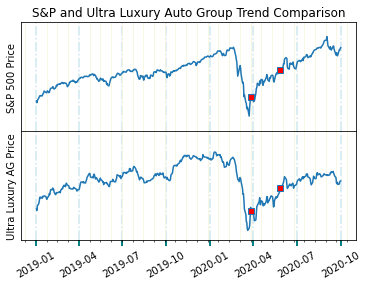 S&P and Ultra Luxury Auto Group Trend Comparison
S&P 500 Price
Ultra Luxury AG Price
2019-01
2019-04
2019-07
2019-10
2020-01
2020-04
2020-07
2020-10